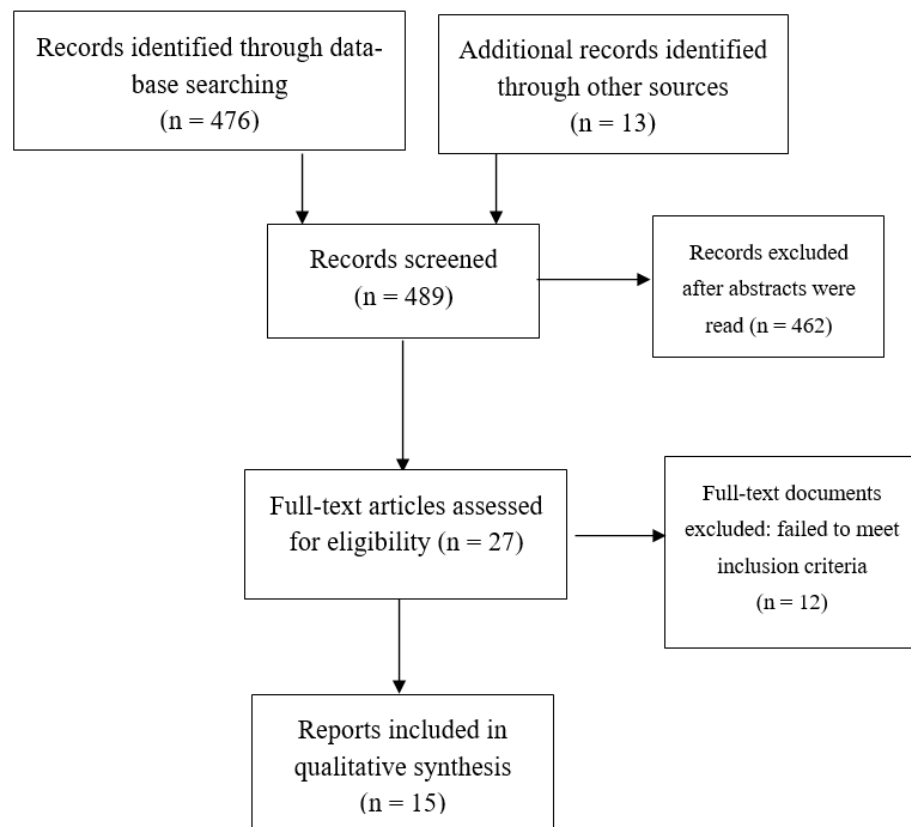 Records identified through data-
base searching
(n = 476)
Additional records identified
through other sources
(n = 13)
Records screened
(n = 489)
Records excluded
after abstracts were
read (n = 462)
Full-text articles assessed
for eligibility (n = 27)
Full-text documents
excluded: failed to meet
inclusion criteria
(n = 12)
Reports included in
qualitative synthesis
(n = 15)